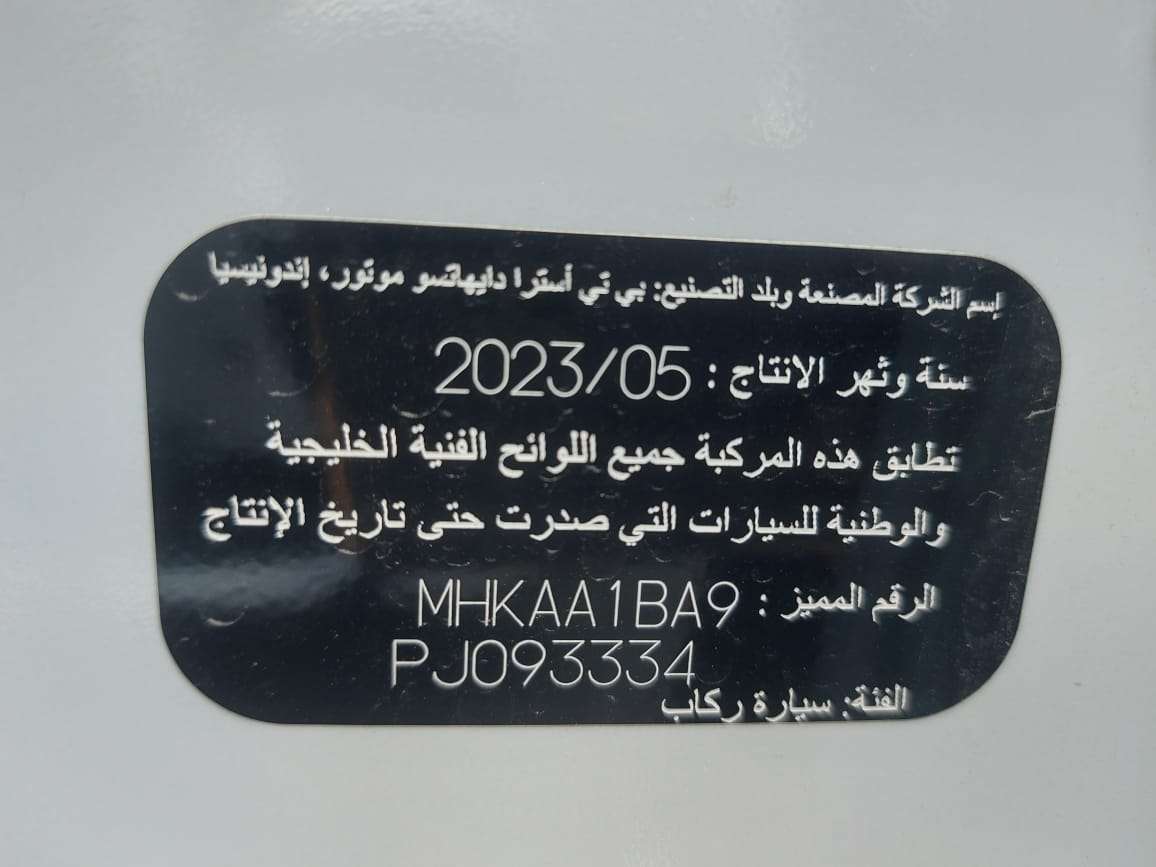 إسم الشركة المصنعة وبلد التصنيع: بي تي أسترا دايهاتسو موتور، إندونيسيا
سنة وشهر الانتاج : 2023/05
تطابق هذه المركبة جميع اللوائح الفنية الخليجية
والوطنية للسيارات التي صدرت حتى تاريخ الإنتاج
الرقم المميز : MHKAA1BA9
PJ093334
الفئة: سيارة ركاب